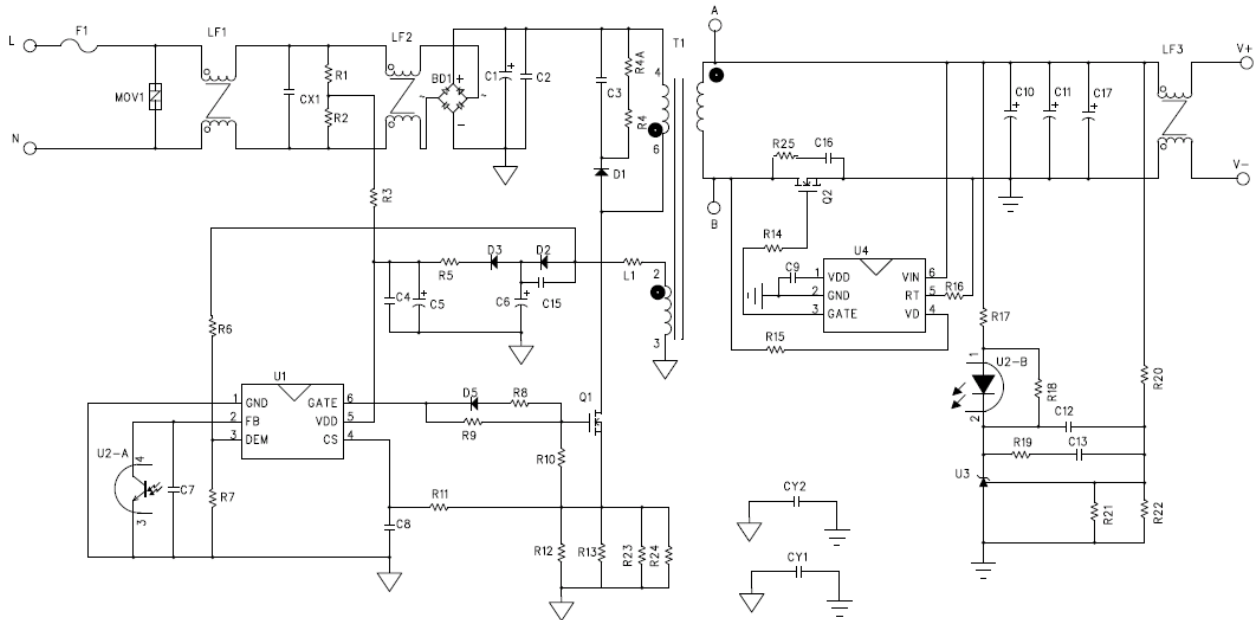 A
L
F1
LF1
LF2
T1
LF3
V+
R1
BD1
+
~
~
-
C1
+
C2
R4A
4
C3
MOV1
CX1
R2
R4
6
C10
+
C11
+
C17
+
N
D1
R25
C16
Q2
V-
B
R3
R14
U4
D3
D2
R5
L1
2
C9
1
VDD
VIN
6
2
GND
RT
5
R16
3
GATE
VD
4
C4
C5
+
C6
+
C15
3
R15
R17
R6
U1
1
U2-B
2
R18
R20
1
GND
GATE
6
2
FB
VDD
5
3
DEM
CS
4
D5
R8
R9
Q1
C12
R19
C13
U2-A
4
3
C7
R7
R10
R11
C8
U3
CY2
R21
R22
R12
R13
R23
R24
CY1